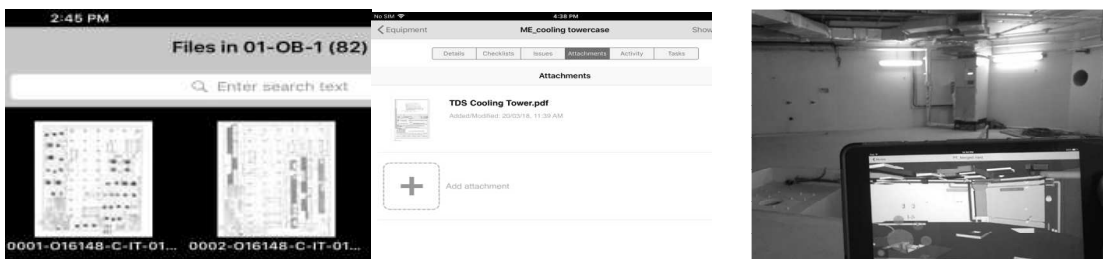 2:45 PM
Files in 01-OB-1 (82)
Enter search text
0001-O16148-C-IT-01...
0002-O16148-C-IT-01...
No SIM
4:38 PM
Equipment
ME_cooling towercase
Show
Details
Checklists
Issues
Attachments
Activity
Tasks
Attachments
TDS Cooling Tower.pdf
Added/Modified: 20/03/18, 11:39 AM
Add attachment